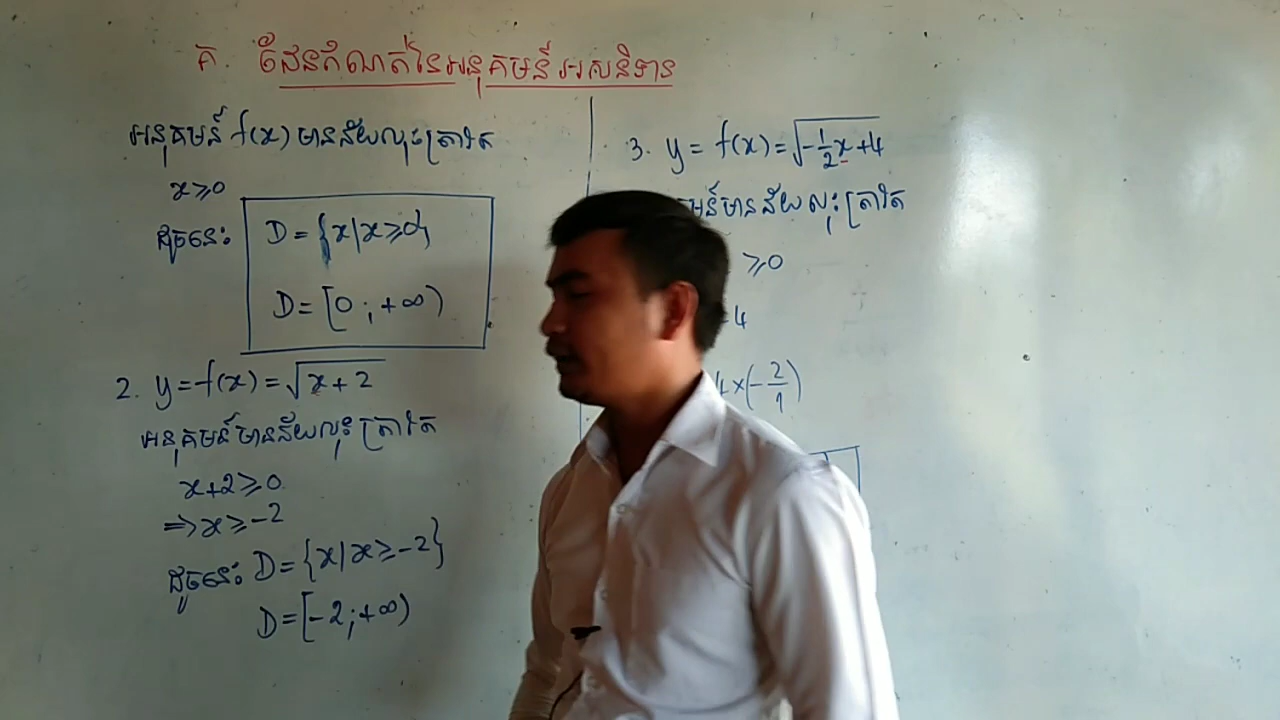 គ. ដែនកំណត់នៃអនុគមន៍ អសនិទាន
អនុគមន៍ f(x) មានន័យលុះត្រាតែ
x≥0
ដូចនេះ D = {x/x≥0}
D = [0 ; +∞)
2. y = f(x) = √(x+2)
អនុគមន៍មានន័យលុះត្រាតែ
x+2≥0
⇒ x≥-2
ដូចនេះ D = {x/x≥-2}
D = [-2 ; +∞)
3. y = f(x) = √(-1/2x+4)
គមន៍មានន័យលុះត្រាតែ
≥0
4
4×(-2/1)